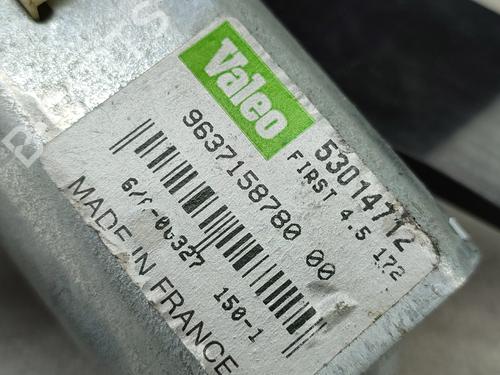 Valeo
53014712
FIRST 4.5 172
9637158780 00
150-1
MADE IN FRANCE